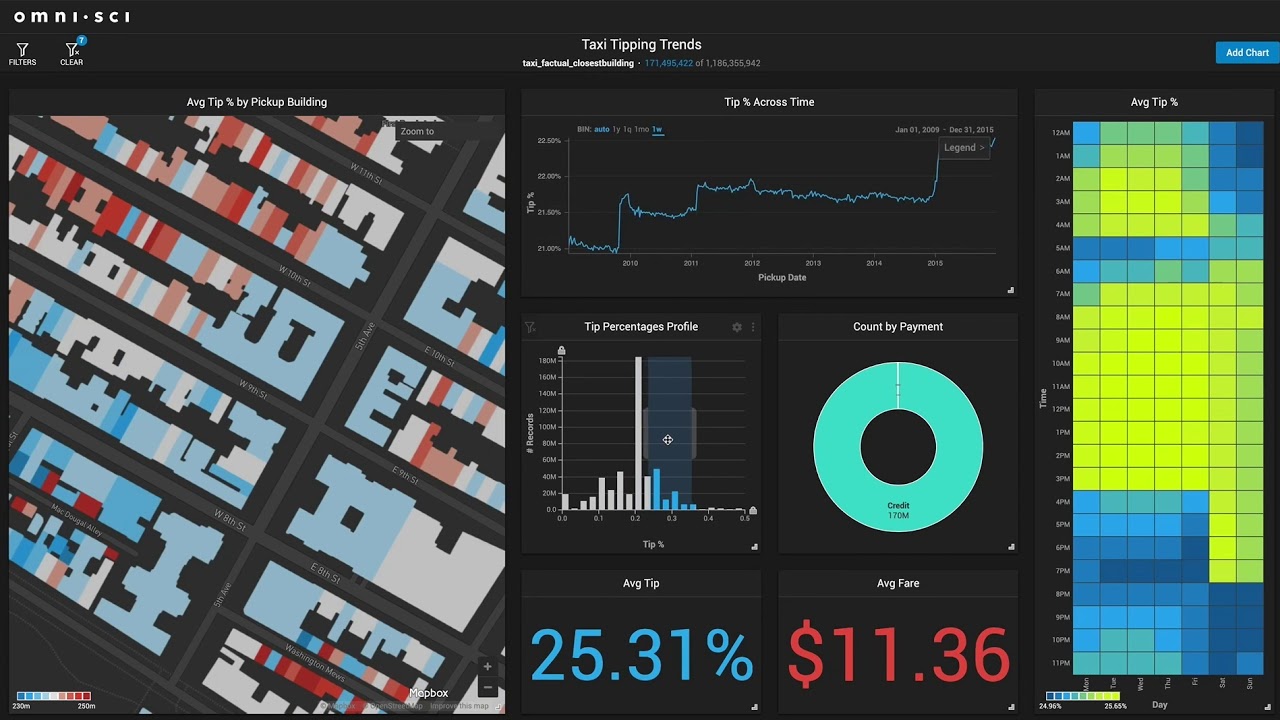 omni·sci
FILTERS
7
CLEAR
Taxi Tipping Trends
taxi_factual_closestbuilding · 171,495,422 of 1,186,355,942
Add Chart
Avg Tip % by Pickup Building
Zoom to
W 11th St
W 10th St
5th Ave
E 10th St
W 9th St
E 9th St
Mac Dougal Alley
W 8th St
E 8th St
5th Ave
Washington Mews
+
−
230m
250m
Mapbox
© Mapbox © OpenStreetMap Improve this map
Tip % Across Time
BIN: auto 1y 1q 1mo 1w
Jan 01, 2009 - Dec 31, 2015
Legend >
22.50%
22.00%
21.50%
21.00%
Tip %
2010 2011 2012 2013 2014 2015
Pickup Date
Tip Percentages Profile
180M
160M
140M
120M
100M
80M
60M
40M
20M
0.0
# Records
0.0 0.1 0.2 0.3 0.4 0.5
Tip %
Count by Payment
Credit
170M
Avg Tip
25.31%
Avg Fare
$11.36
Avg Tip %
12AM
1AM
2AM
3AM
4AM
5AM
6AM
7AM
8AM
9AM
10AM
11AM
12PM
1PM
2PM
3PM
4PM
5PM
6PM
7PM
8PM
9PM
10PM
11PM
Time
Mon Tue Wed Thu Fri Sat Sun
24.96%
25.65%
Day